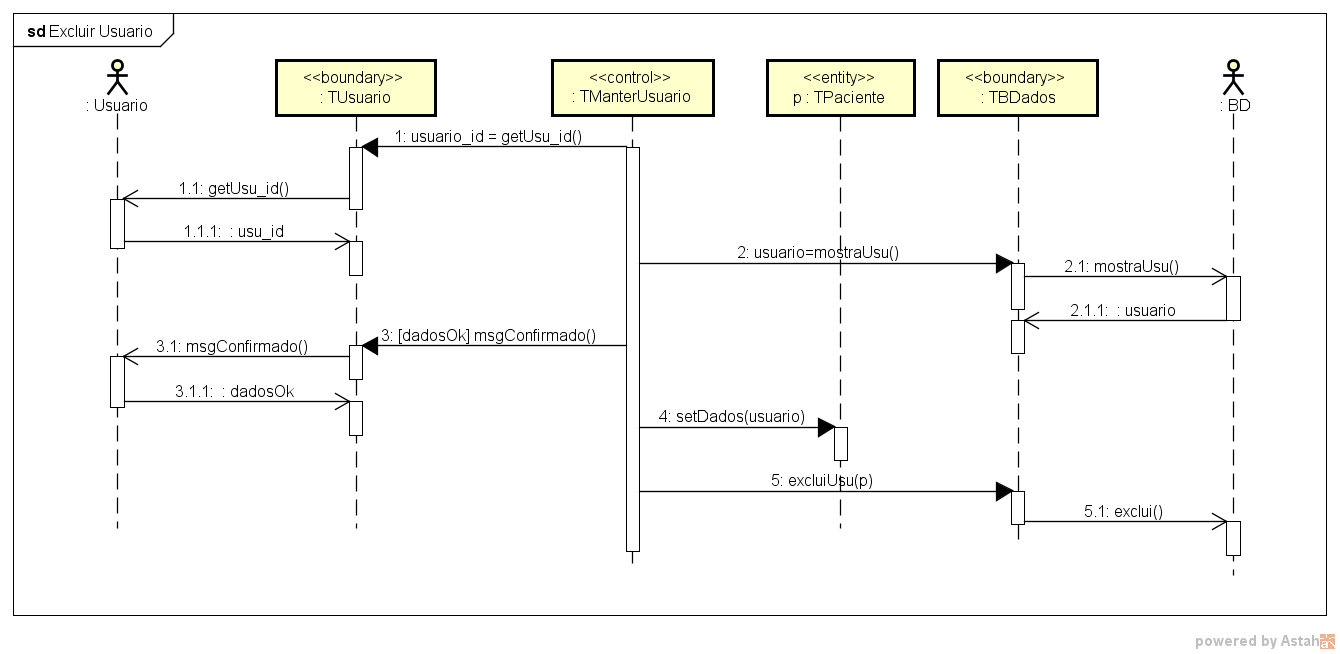 sd Excluir Usuario
: Usuario
<<boundary>>
: TUsuario
<<control>>
: TManterUsuario
<<entity>>
p : TPaciente
<<boundary>>
: TBDados
: BD
1: usuario_id = getUsu_id()
1.1: getUsu_id()
1.1.1:  : usu_id
2: usuario=mostraUsu()
2.1: mostraUsu()
2.1.1:  : usuario
3: [dadosOk] msgConfirmado()
3.1: msgConfirmado()
3.1.1:  : dadosOk
4: setDados(usuario)
5: excluiUsu(p)
5.1: exclui()
powered by Astah